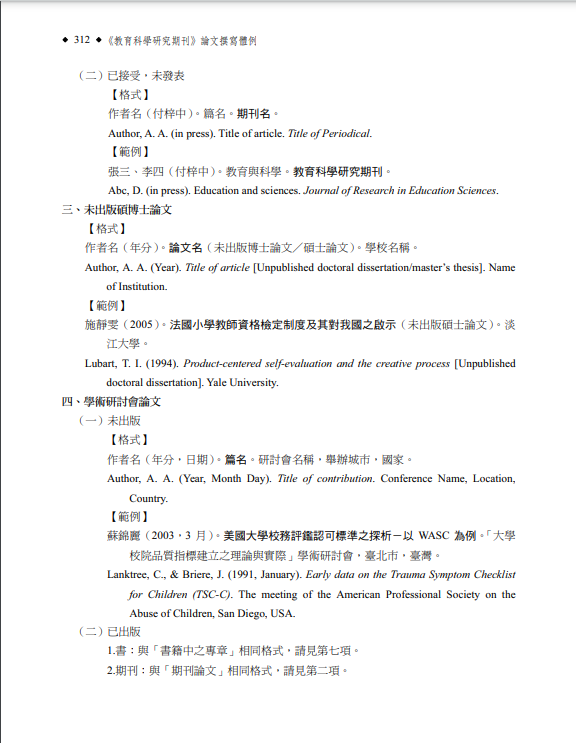 ◆ 312 ◆ 《教育科學研究期刊》論文撰寫體例
（二）已接受，未發表
【格式】
作者名（付梓中）。篇名。期刊名。
Author, A. A. (in press). Title of article. Title of Periodical.
【範例】
張三、李四（付梓中）。教育與科學。教育科學研究期刊。
Abc, D. (in press). Education and sciences. Journal of Research in Education Sciences.
三、未出版碩博士論文
【格式】
作者名（年分）。論文名（未出版博士論文／碩士論文）。學校名稱。
Author, A. A. (Year). Title of article [Unpublished doctoral dissertation/master’s thesis]. Name
of Institution.
【範例】
施靜雯（2005）。法國小學教師資格檢定制度及其對我國之啟示（未出版碩士論文）。淡
江大學。
Lubart, T. I. (1994). Product-centered self-evaluation and the creative process [Unpublished
doctoral dissertation]. Yale University.
四、學術研討會論文
（一）未出版
【格式】
作者名（年分，日期）。篇名。研討會名稱，舉辦城市，國家。
Author, A. A. (Year, Month Day). Title of contribution. Conference Name, Location,
Country.
【範例】
蘇錦麗（2003，3 月）。美國大學校務評鑑認可標準之探析－以 WASC 為例。「大學
校院品質指標建立之理論與實際」學術研討會，臺北市，臺灣。
Lanktree, C., & Briere, J. (1991, January). Early data on the Trauma Symptom Checklist
for Children (TSC-C). The meeting of the American Professional Society on the
Abuse of Children, San Diego, USA.
（二）已出版
1.書：與「書籍中之專章」相同格式，請見第七項。
2.期刊：與「期刊論文」相同格式，請見第二項。